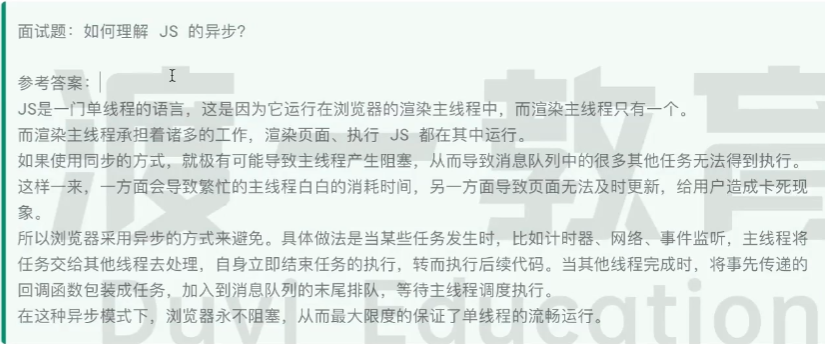 面试题：如何理解 JS 的异步？
参考答案：
JS是一门单线程的语言，这是因为它运行在浏览器的渲染主线程中，而渲染主线程只有一个。
而渲染主线程承担着诸多的工作，渲染页面、执行 JS 都在其中运行。
如果使用同步的方式，就极有可能导致主线程产生阻塞，从而导致消息队列中的很多其他任务无法得到执行。
这样一来，一方面会导致繁忙的主线程白白的消耗时间，另一方面导致页面无法及时更新，给用户造成卡死现
象。
所以浏览器采用异步的方式来避免。具体做法是当某些任务发生时，比如计时器、网络、事件监听，主线程将
任务交给其他线程去处理，自身立即结束任务的执行，转而执行后续代码。当其他线程完成时，将事先传递的
回调函数包装成任务，加入到消息队列的末尾排队，等待主线程调度执行。
在这种异步模式下，浏览器永不阻塞，从而最大限度的保证了单线程的流畅运行。
渡一教育
Duyi Education